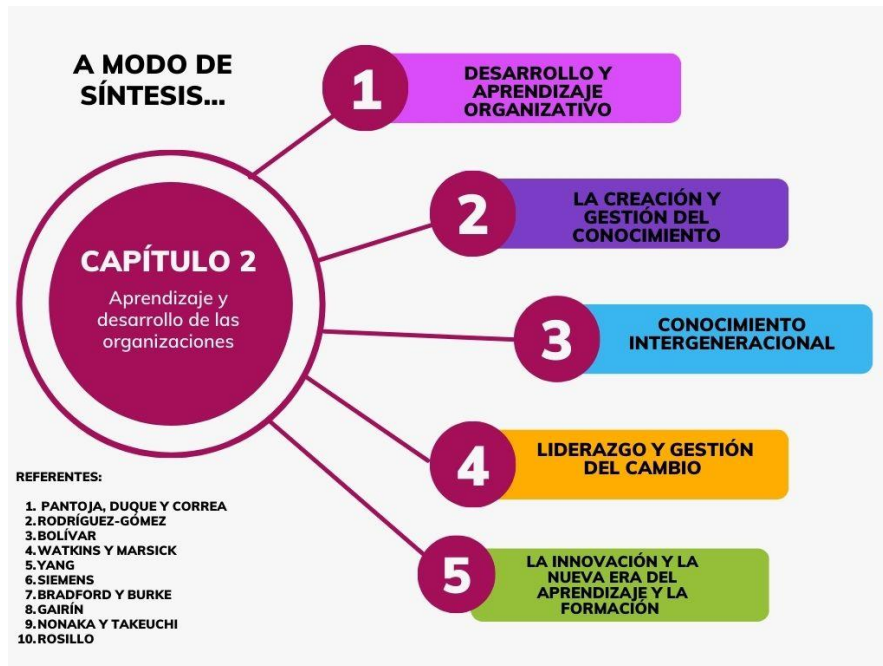 A MODO DE
SÍNTESIS...
1
DESARROLLO Y
APRENDIZAJE
ORGANIZATIVO
2
LA CREACIÓN Y
GESTIÓN DEL
CONOCIMIENTO
CAPÍTULO 2
Aprendizaje y
desarrollo de las
organizaciones
3
CONOCIMIENTO
INTERGENERACIONAL
4
LIDERAZGO Y GESTIÓN
DEL CAMBIO
5
LA INNOVACIÓN Y LA
NUEVA ERA DEL
APRENDIZAJE Y LA
FORMACIÓN
REFERENTES:
1. PANTOJA, DUQUE Y CORREA
2. RODRÍGUEZ-GÓMEZ
3. BOLÍVAR
4. WATKINS Y MARSICK
5. YANG
6. SIEMENS
7. BRADFORD Y BURKE
8. GAIRÍN
9. NONAKA Y TAKEUCHI
10. ROSILLO